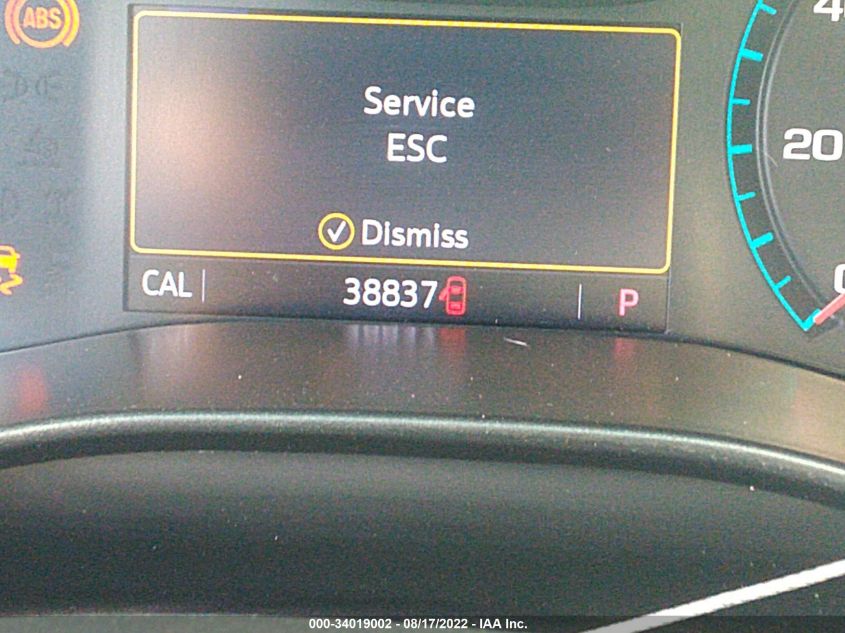 ABS
Service
ESC
Dismiss
CAL
38837
P
20
000-34019002 - 08/17/2022 - IAA Inc.